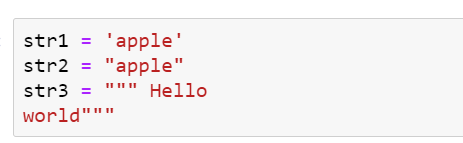 str1 = 'apple'
str2 = "apple"
str3 = """ Hello
world"""